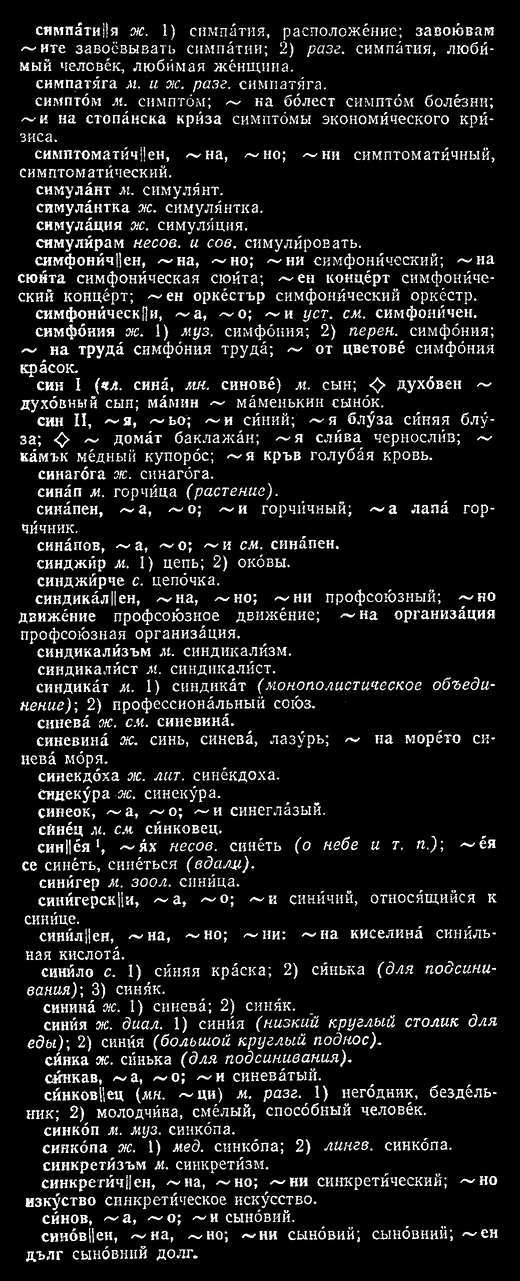 симпа́ти||я ж. 1) симпа́тия, расположе́ние; завою́вам
~ите завоёвывать симпа́тии; 2) разг. симпа́тия, люби́-
мый челове́к, люби́мая же́нщина.
симпатя́га м. и ж. разг. симпатя́га.
симпто́м м. симпто́м; ~ на бо́лест симпто́м боле́зни;
~и на стопа́нска кри́за симпто́мы экономи́ческого кри́-
зиса.
симптомати́ч||ен, ~на, ~но; ~ни симптомати́чный,
симптомати́ческий.
симула́нт м. симуля́нт.
симула́нтка ж. симуля́нтка.
симула́ция ж. симуля́ция.
симули́рам несов. и сов. симули́ровать.
симфони́ч||ен, ~на, ~но; ~ни симфони́ческий; ~на
сюи́та симфони́ческая сюи́та; ~ен конце́рт симфони́че-
ский конце́рт; ~ен орке́стър симфони́ческий орке́стр.
симфони́ческ||и, ~а, ~о; ~и уст. см. симфони́чен.
симфо́ния ж. 1) муз. симфо́ния; 2) перен. симфо́ния;
~ на труда́ симфо́ния труда́; ~ от цветове́ симфо́ния
кра́сок.
син I (чл. сина́, мн. синове́) м. сын; ◇ духо́вен ~
духо́вный сын; ма́мин ~ ма́менькин сыно́к.
син II, ~я, ~ьо; ~и си́ний; ~я блу́за си́няя блу́-
за; ◇ ~ дома́т баклажа́н; ~я сли́ва черносли́в; ~
ка́мък ме́дный купоро́с; ~я кръв голуба́я кровь.
синаго́га ж. синаго́га.
сина́п м. горчи́ца (растение).
сина́пен, ~а, ~о; ~и горчи́чный; ~а лапа́ гор-
чи́чник.
сина́пов, ~а, ~о; ~и см. сина́пен.
синджи́р м. 1) цепь; 2) око́вы.
синджи́рче с. цепо́чка.
синдика́л||ен, ~на, ~но; ~ни профсою́зный; ~но
движе́ние профсою́зное движе́ние; ~на организа́ция
профсою́зная организа́ция.
синдикали́зъм м. синдикали́зм.
синдикали́ст м. синдикали́ст.
синдика́т м. 1) синдика́т (монополистическое объеди-
нение); 2) профессиона́льный сою́з.
синева́ ж. см. синевина́.
синевина́ ж. синь, синева́, лазу́рь; ~ на море́то си-
нева́ мо́ря.
синекдо́ха ж. лит. сине́кдоха.
синеку́ра ж. синеку́ра.
синеок, ~а, ~о; ~и синегла́зый.
сине́ц м. см. си́нковец.
син||е́я¹, ~я́х несов. сине́ть (о небе и т. п.); ~е́я
се сине́ть, сине́ться (вдали).
сини́гер м. зоол. сини́ца.
сини́герск||и, ~а, ~о; ~и сини́чий, относя́щийся к
сини́це.
сини́л||ен, ~на, ~но; ~ни: ~на киселина́ сини́ль-
ная кислота́.
сини́ло с. 1) си́няя кра́ска; 2) си́нька (для подсини-
вания); 3) синя́к.
синина́ ж. 1) синева́; 2) синя́к.
сини́я ж. диал. 1) сини́я (низкий круглый столик для
еды); 2) сини́я (большой круглый поднос).
си́нка ж. си́нька (для подсинивания).
си́нкав, ~а, ~о; ~и синева́тый.
си́нков||ец (мн. ~ци) м. разг. 1) него́дник, безде́ль-
ник; 2) молодчи́на, сме́лый, спосо́бный челове́к.
синко́п м. муз. синко́па.
синко́па ж. 1) мед. синко́па; 2) лингв. синко́па.
синкрети́зъм м. синкрети́зм.
синкрети́ч||ен, ~на, ~но; ~ни синкрети́ческий; ~но
изку́ство синкрети́ческое иску́сство.
си́нов, ~а, ~о; ~и сыно́вий.
сино́в||ен, ~на, ~но; ~ни сыно́вий; сыно́вний; ~ен
дълг сыно́вний долг.